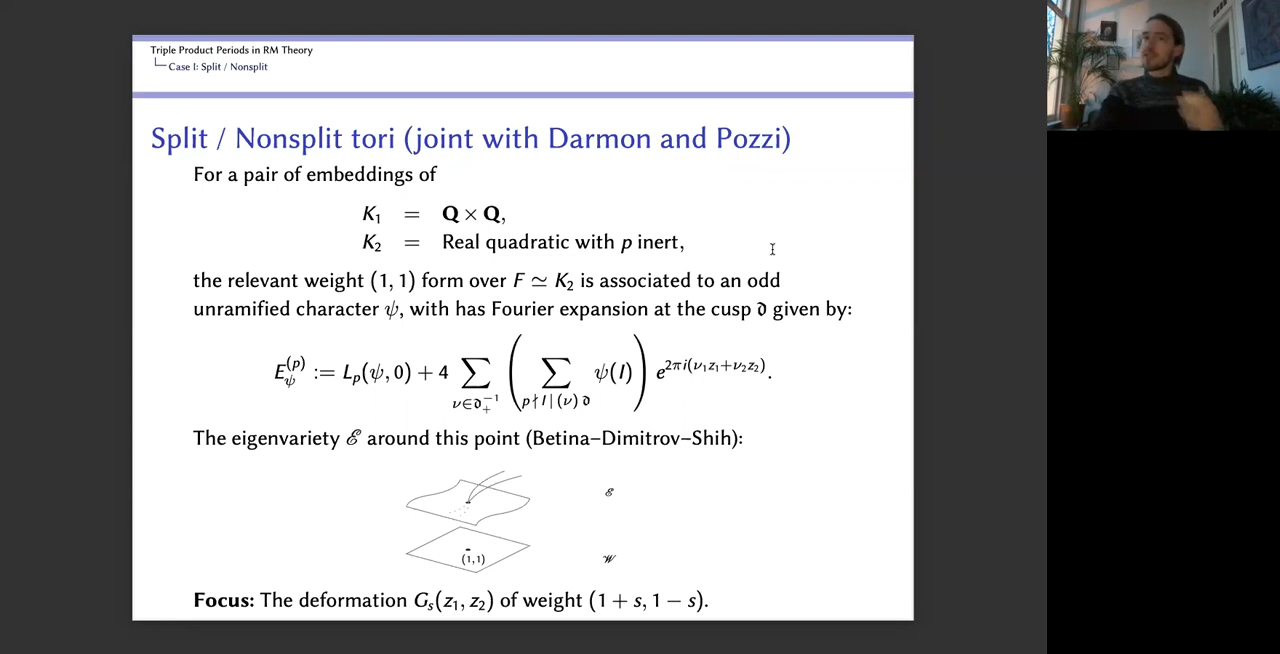 Triple Product Periods in RM Theory
Case I: Split / Nonsplit
Split / Nonsplit tori (joint with Darmon and Pozzi)
For a pair of embeddings of
K₁ = Q × Q,
K₂ = Real quadratic with p inert,
the relevant weight (1, 1) form over F ≃ K₂ is associated to an odd
unramified character ψ, with has Fourier expansion at the cusp 𝔡 given by:
E_ψ^{(p)} := L_p(ψ, 0) + 4 ∑_{ν∈𝔡_+^{-1}} ( ∑_{p∤I|(ν)𝔡} ψ(I) ) e^{2πi(ν₁z₁+ν₂z₂)}.
The eigenvariety ℰ around this point (Betina–Dimitrov–Shih):
ℰ
(1, 1)
𝒲
Focus: The deformation G_s(z₁, z₂) of weight (1 + s, 1 − s).